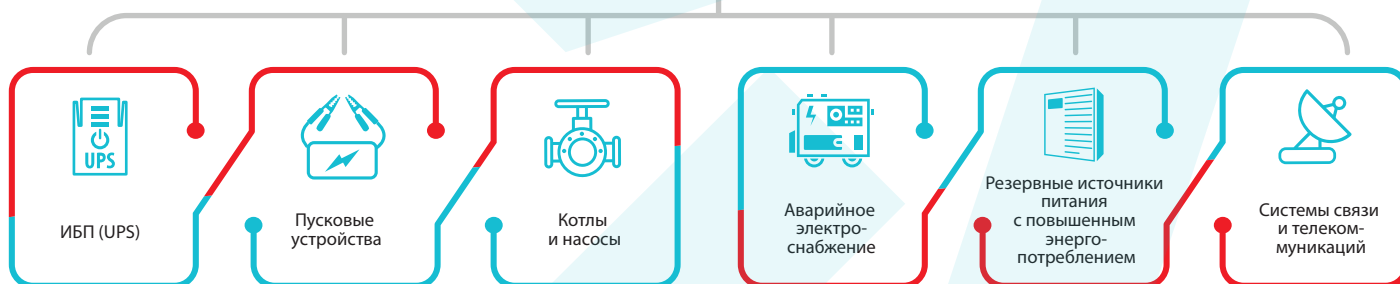 UPS
ИБП (UPS)
Пусковые
устройства
Котлы
и насосы
Аварийное
электро-
снабжение
Резервные источники
питания
с повышенным
энерго-
потреблением
Системы связи
и телеком-
муникаций